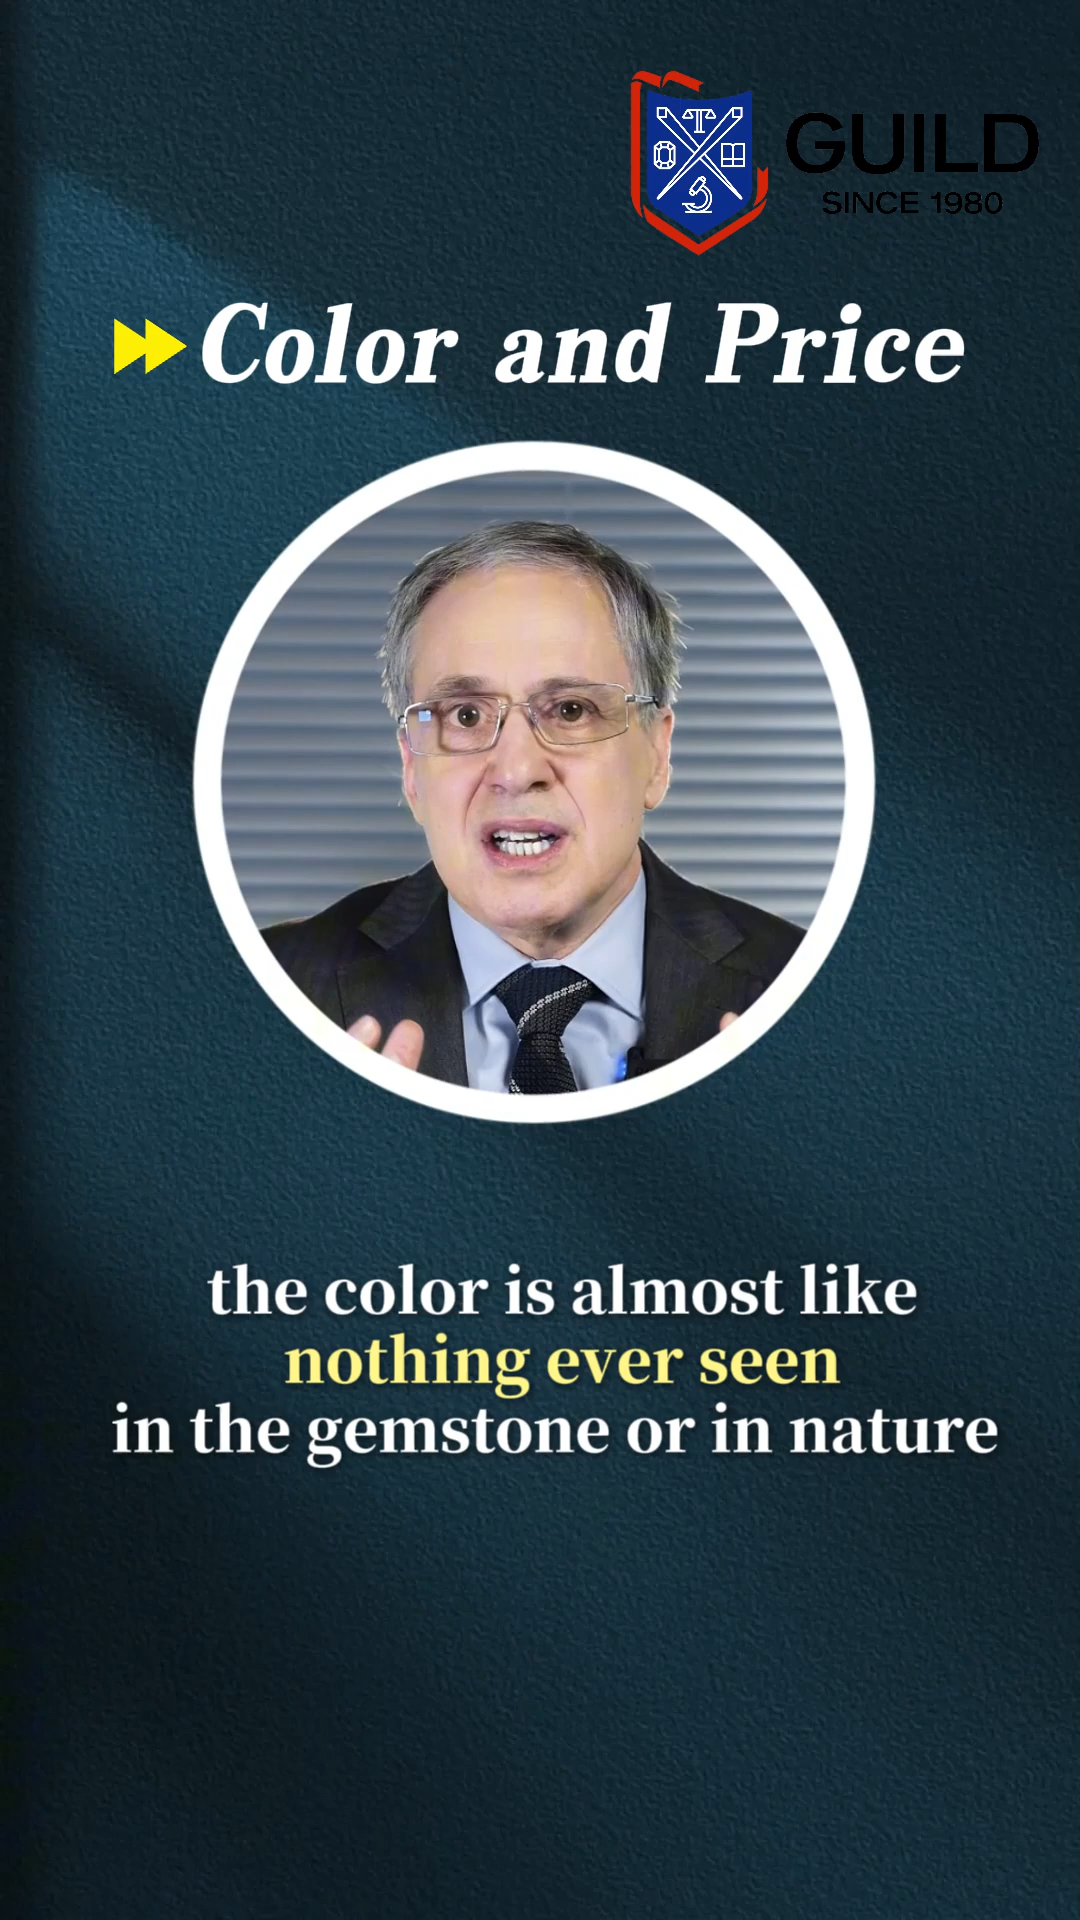 GUILD
SINCE 1980
Color and Price
the color is almost like
nothing ever seen
in the gemstone or in nature